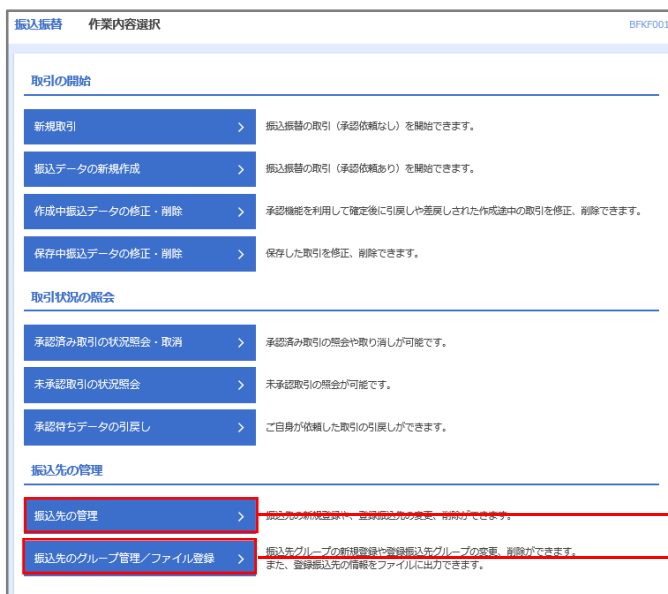 振込振替 作業内容選択 BFKF001
取引の開始
新規取引 振込振替の取引（承認依頼なし）を開始できます。
振込データの新規作成 振込振替の取引（承認依頼あり）を開始できます。
作成中振込データの修正・削除 承認機能を利用して確定後に引戻しや差戻しされた作成途中の取引を修正、削除できます。
保存中振込データの修正・削除 保存した取引を修正、削除できます。
取引状況の照会
承認済み取引の状況照会・取消 承認済み取引の照会や取り消しが可能です。
未承認取引の状況照会 未承認取引の照会が可能です。
承認待ちデータの引戻し ご自身が依頼した取引の引戻しができます。
振込先の管理
振込先の管理 振込先の新規登録や、登録振込先の変更、削除ができます。
振込先のグループ管理／ファイル登録 振込先グループの新規登録や登録振込先グループの変更、削除ができます。
また、登録振込先の情報をファイルに出力できます。